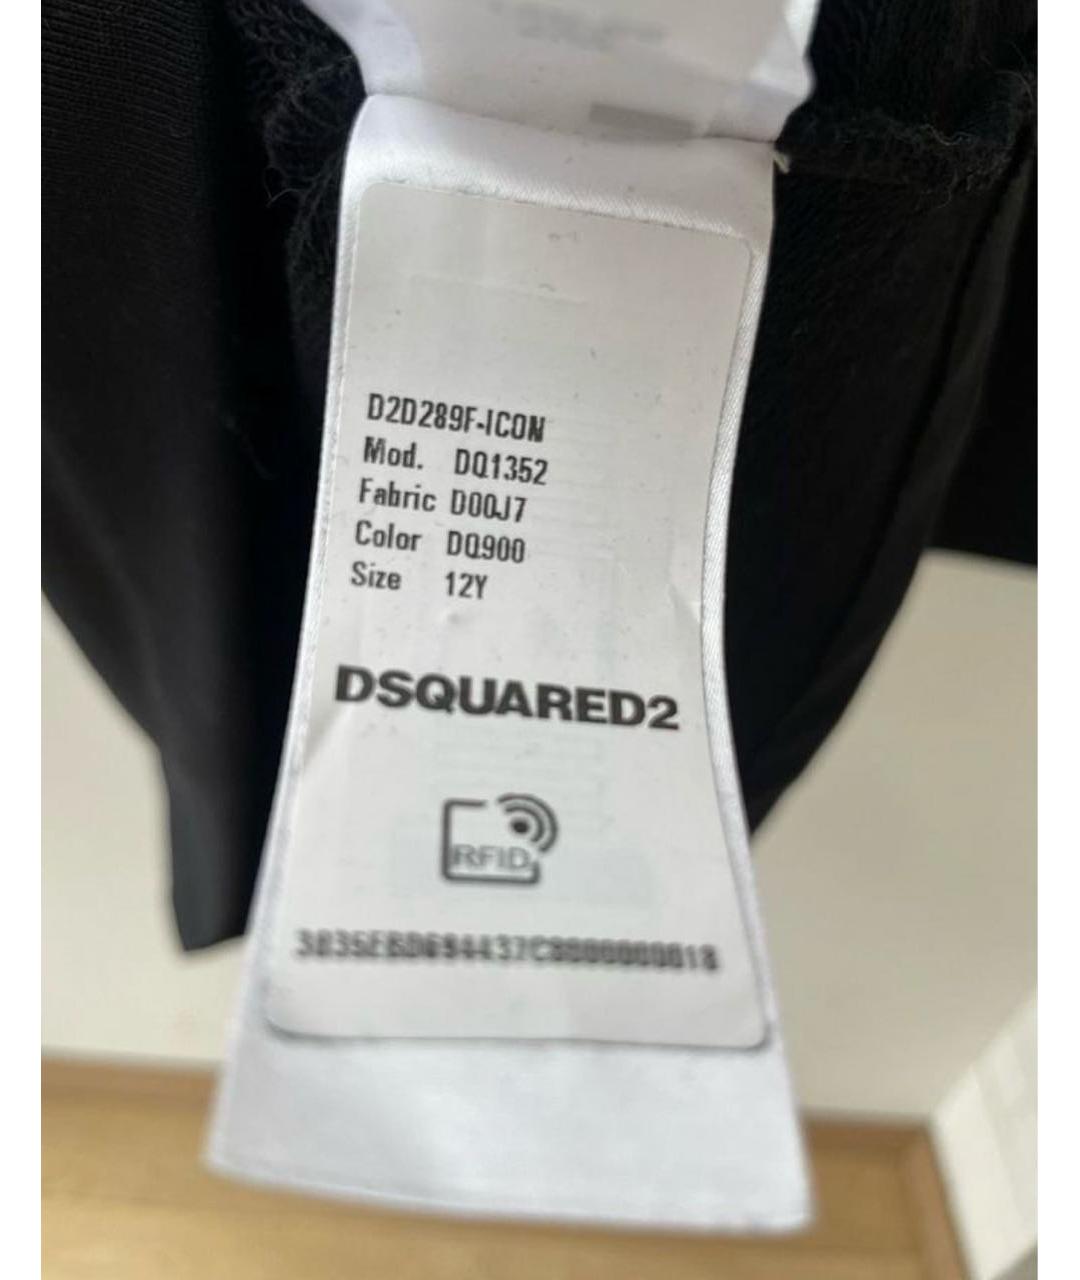 D2D289F-ICON
Mod. DQ1352
Fabric D00J7
Color DQ900
Size 12Y
DSQUARED2
RFID